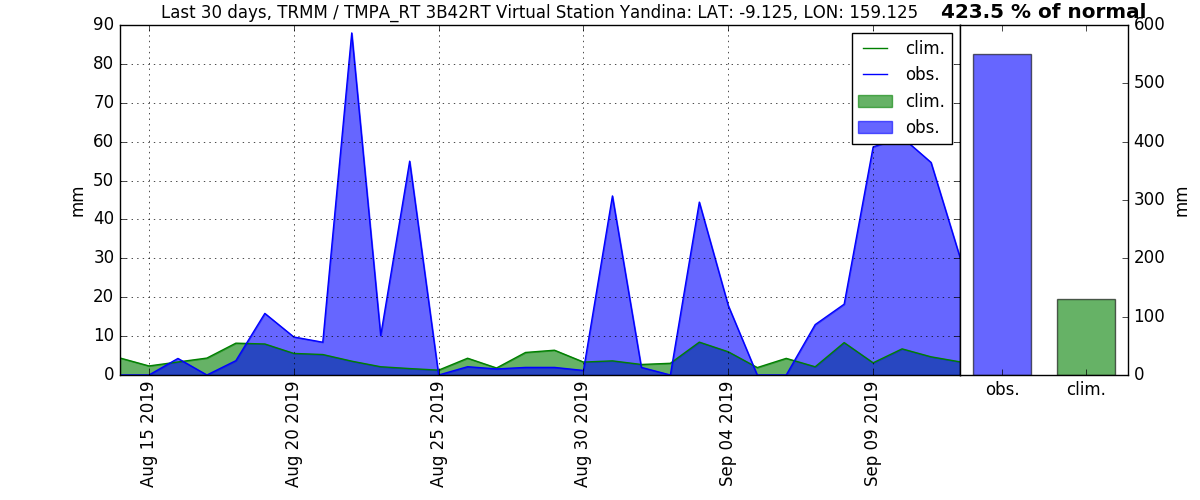 Last 30 days, TRMM / TMPA_RT 3B42RT Virtual Station Yandina: LAT: -9.125, LON: 159.125
423.5 % of normal
90
80
70
60
50
40
30
20
10
0
mm
clim.
obs.
clim.
obs.
600
500
400
300
200
100
0
mm
Aug 15 2019
Aug 20 2019
Aug 25 2019
Aug 30 2019
Sep 04 2019
Sep 09 2019
obs.
clim.